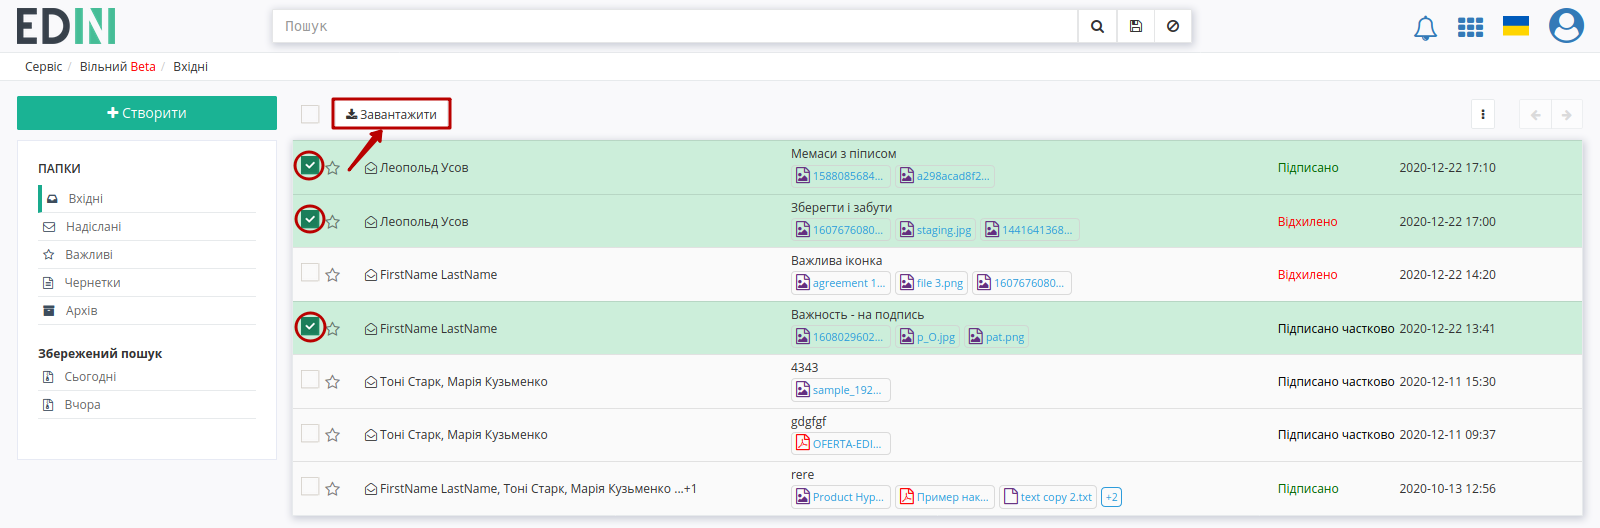 EDIN
Пошук
Сервіс / Вільний Beta / Вхідні
Створити
Завантажити
ПАПКИ
Вхідні
Надіслані
Важливі
Чернетки
Архів
Збережений пошук
Сьогодні
Вчора
Леопольд Усов
Мемаси з піписом
1588085684... a298acad8f2...
Підписано 2020-12-22 17:10
Леопольд Усов
Зберегти і забути
1607676080... staging.jpg 1441641368...
Відхилено 2020-12-22 17:00
FirstName LastName
Важлива іконка
agreement 1... file 3.png 1607676080...
Відхилено 2020-12-22 14:20
FirstName LastName
Важность - на подпись
1608029602... p_O.jpg pat.png
Підписано частково 2020-12-22 13:41
Тоні Старк, Марія Кузьменко
4343
sample_192...
Підписано частково 2020-12-11 15:30
Тоні Старк, Марія Кузьменко
gdgfgf
OFERTA-EDI...
Підписано частково 2020-12-11 09:37
FirstName LastName, Тоні Старк, Марія Кузьменко ...+1
rere
Product Hyp... Пример нак... text copy 2.txt +2
Підписано 2020-10-13 12:56